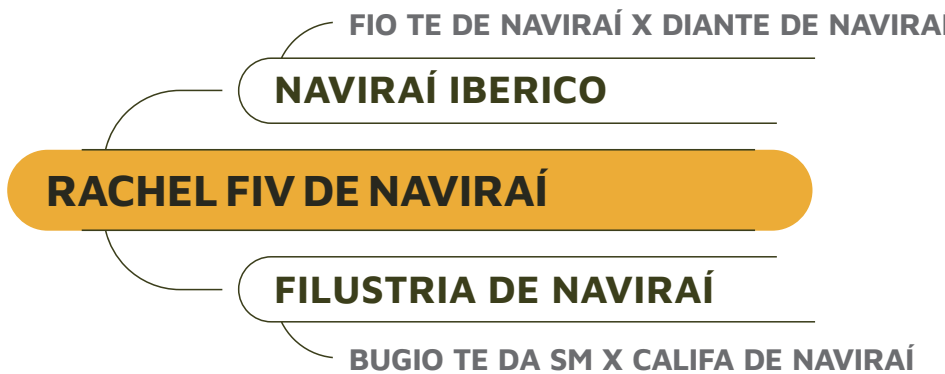 FIO TE DE NAVIRAÍ X DIANTE DE NAVIRAÍ
NAVIRAÍ IBERICO
RACHEL FIV DE NAVIRAÍ
FILUSTRIA DE NAVIRAÍ
BUGIO TE DA SM X CALIFA DE NAVIRAÍ